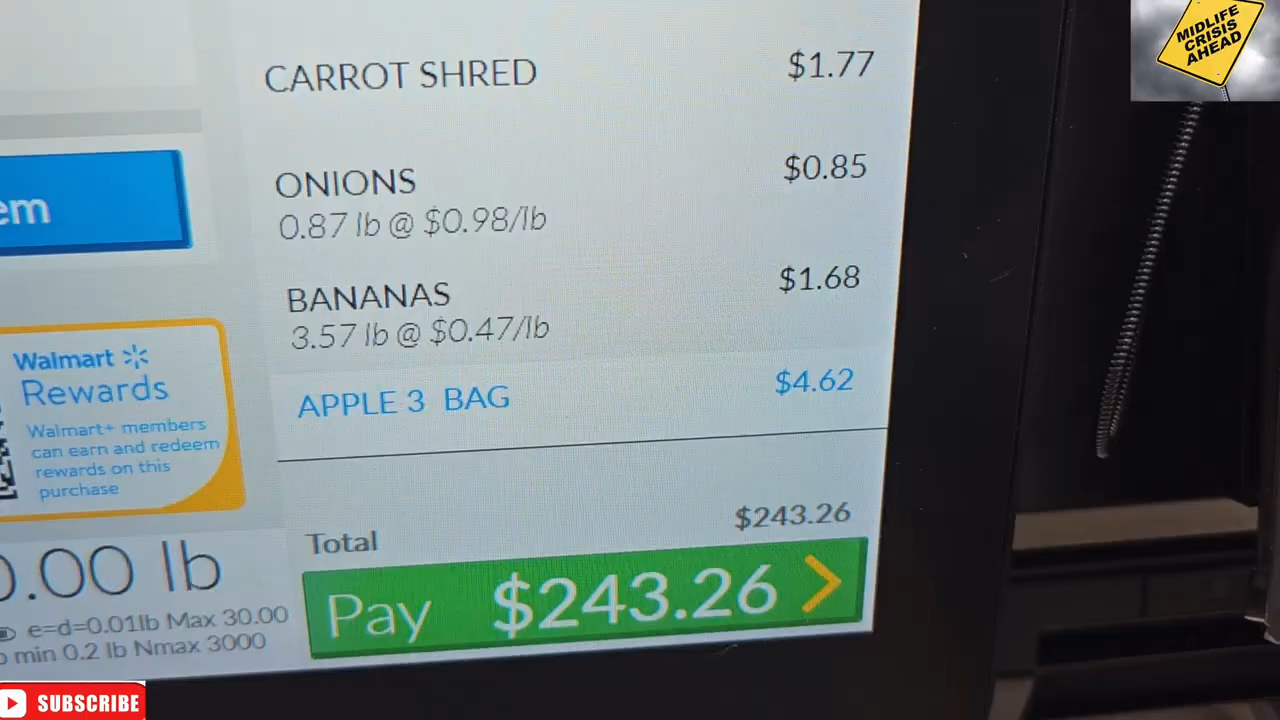 MIDLIFE
CRISIS
AHEAD
CARROT SHRED $1.77
ONIONS $0.85
0.87 lb @ $0.98/lb
em
BANANAS $1.68
3.57 lb @ $0.47/lb
Walmart
Rewards
Walmart+ members
can earn and redeem
rewards on this
purchase
APPLE 3 BAG $4.62
Total $243.26
Pay $243.26
0.00 lb
e=d=0.01lb Max 30.00
min 0.2 lb Nmax 3000
SUBSCRIBE